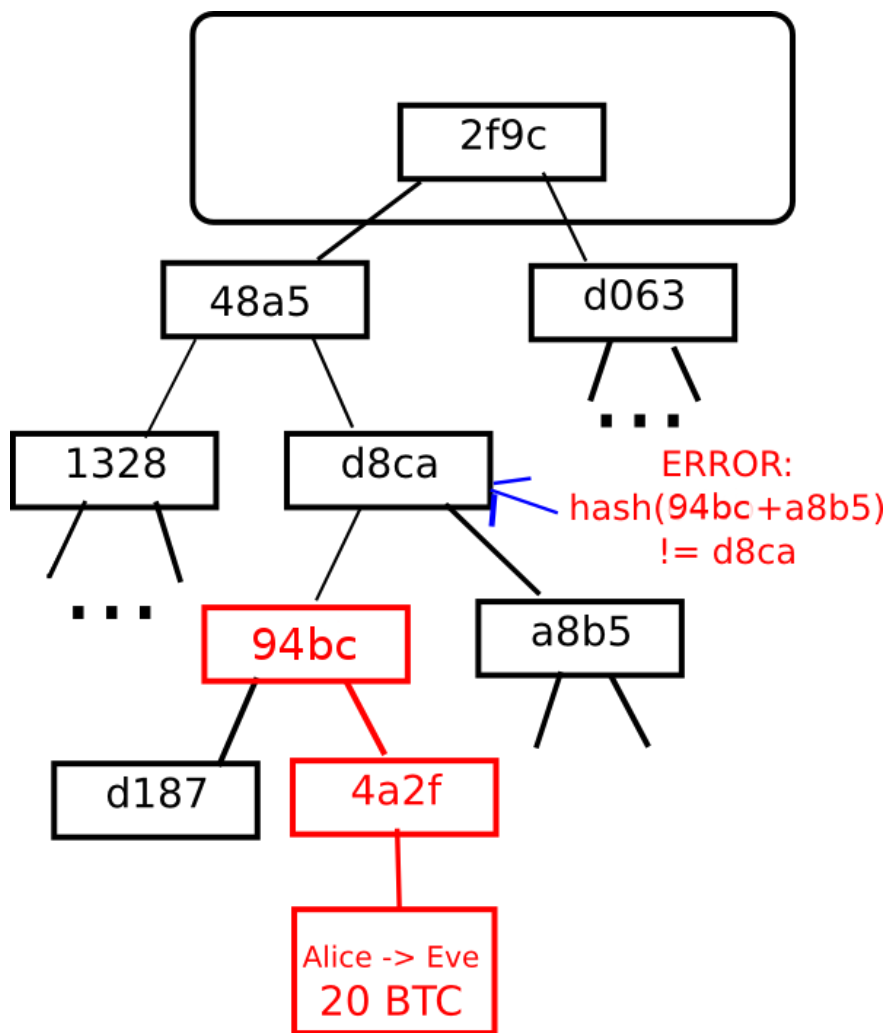 2f9c
48a5
d063
1328
d8ca
ERROR:
hash(94bc+a8b5)
!= d8ca
...
...
94bc
a8b5
d187
4a2f
Alice -> Eve
20 BTC